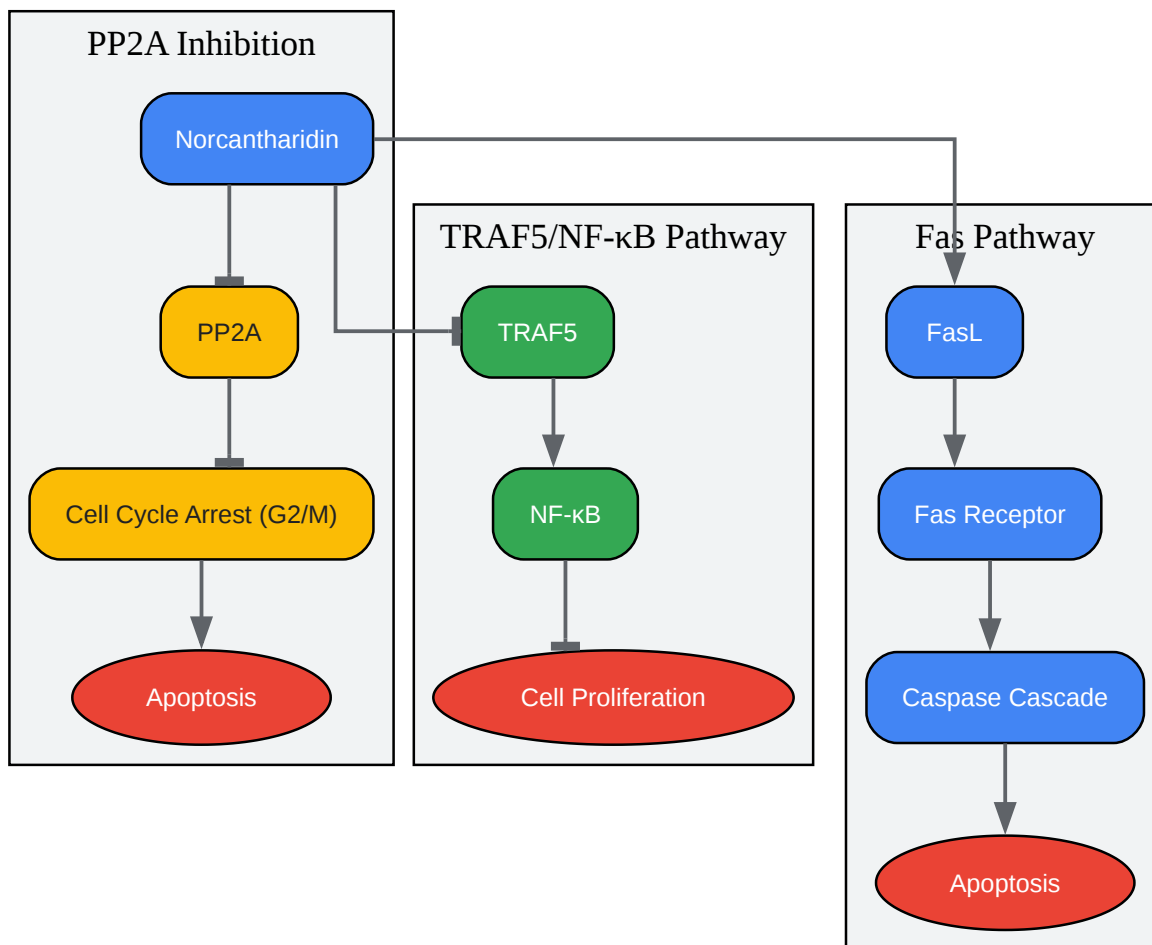 PP2A Inhibition
Norcantharidin
PP2A
Cell Cycle Arrest (G2/M)
Apoptosis
TRAF5/NF-κB Pathway
TRAF5
NF-κB
Cell Proliferation
Fas Pathway
FasL
Fas Receptor
Caspase Cascade
Apoptosis